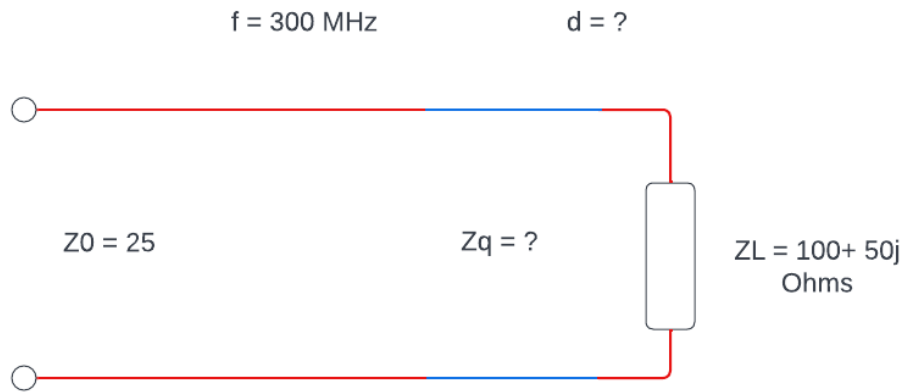 f = 300 MHz
d = ?
Z0 = 25
Zq = ?
ZL = 100+ 50j
Ohms